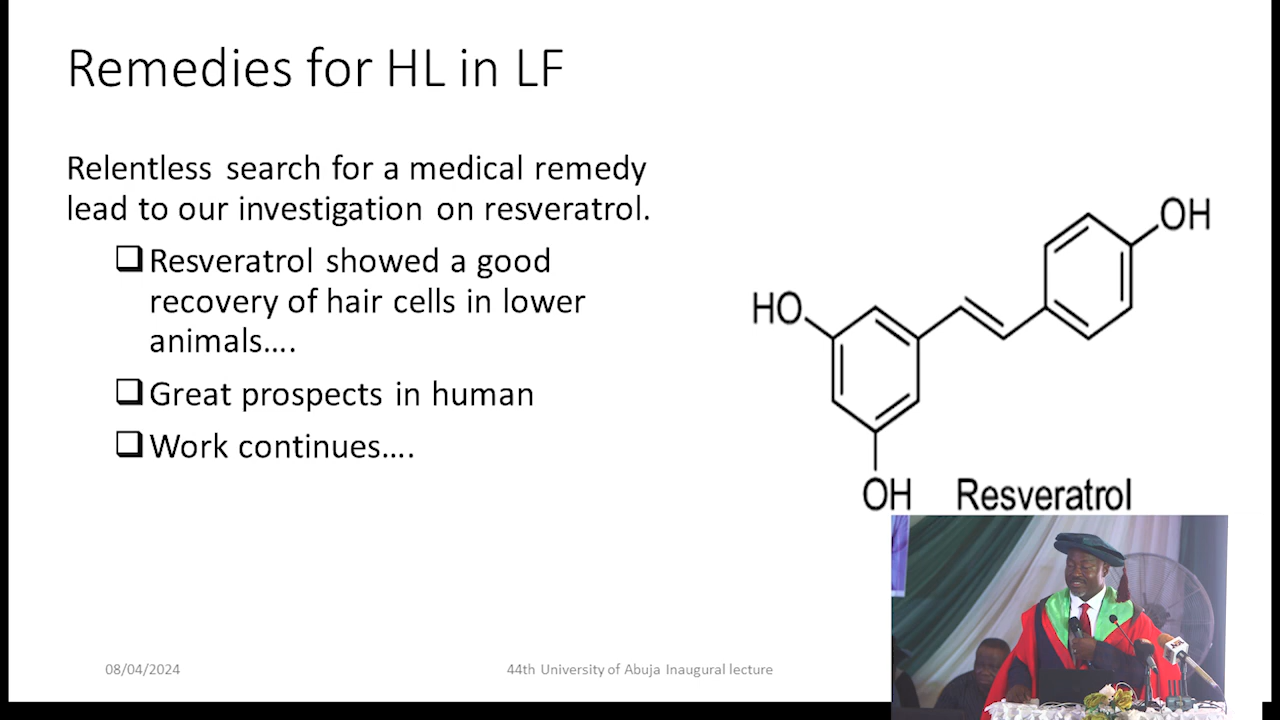 Remedies for HL in LF
Relentless search for a medical remedy
lead to our investigation on resveratrol.
Resveratrol showed a good
recovery of hair cells in lower
animals….
Great prospects in human
Work continues….
OH
HO
OH Resveratrol
08/04/2024
44th University of Abuja Inaugural lecture